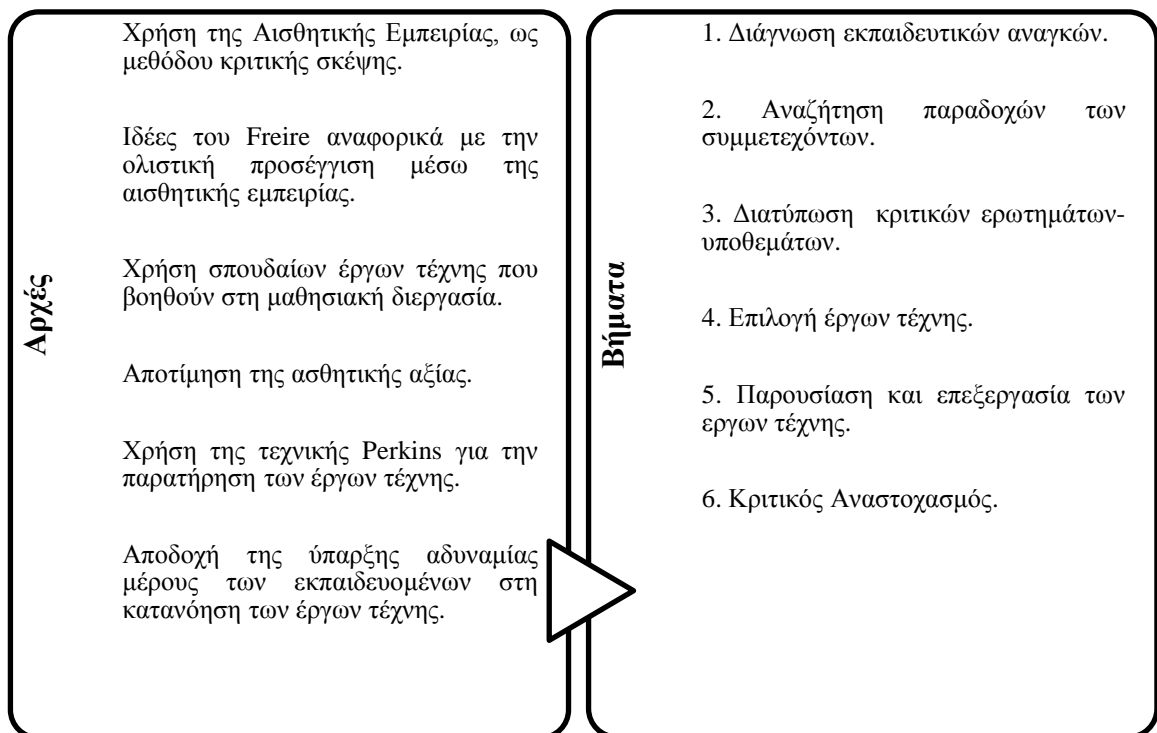 Αρχές
Χρήση της Αισθητικής Εμπειρίας, ως
μεθόδου κριτικής σκέψης.
Ιδέες του Freire αναφορικά με την
ολιστική προσέγγιση μέσω της
αισθητικής εμπειρίας.
Χρήση σπουδαίων έργων τέχνης που
βοηθούν στη μαθησιακή διεργασία.
Αποτίμηση της ασθητικής αξίας.
Χρήση της τεχνικής Perkins για την
παρατήρηση των έργων τέχνης.
Αποδοχή της ύπαρξης αδυναμίας
μέρους των εκπαιδευομένων στη
κατανόηση των έργων τέχνης.
Βήματα
1. Διάγνωση εκπαιδευτικών αναγκών.
2. Αναζήτηση παραδοχών των
συμμετεχόντων.
3. Διατύπωση κριτικών ερωτημάτων-
υποθεμάτων.
4. Επιλογή έργων τέχνης.
5. Παρουσίαση και επεξεργασία των
εργων τέχνης.
6. Κριτικός Αναστοχασμός.